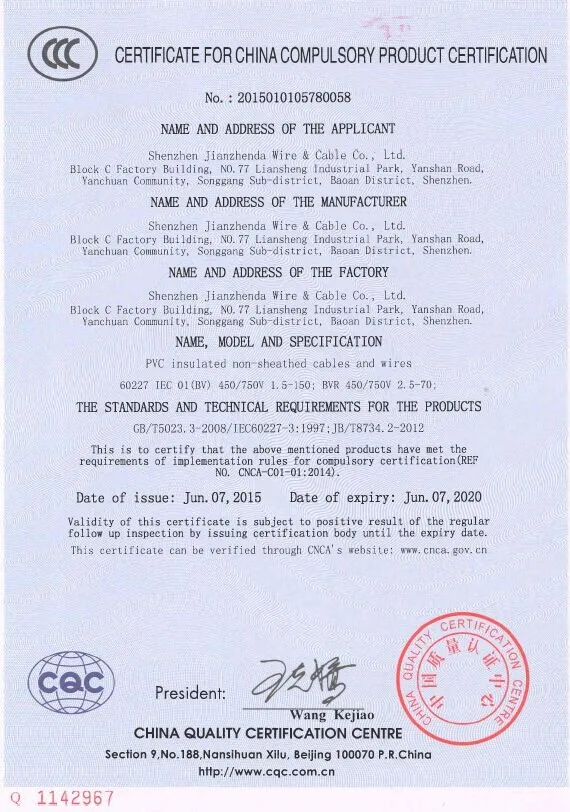 CCC
CERTIFICATE FOR CHINA COMPULSORY PRODUCT CERTIFICATION
No. : 2015010105780058
NAME AND ADDRESS OF THE APPLICANT
Shenzhen Jianzhenda Wire & Cable Co., Ltd.
Block C Factory Building, NO.77 Liansheng Industrial Park, Yanshan Road,
Yanchuan Community, Songgang Sub-district, Baoan District, Shenzhen.
NAME AND ADDRESS OF THE MANUFACTURER
Shenzhen Jianzhenda Wire & Cable Co., Ltd.
Block C Factory Building, NO.77 Liansheng Industrial Park, Yanshan Road,
Yanchuan Community, Songgang Sub-district, Baoan District, Shenzhen.
NAME AND ADDRESS OF THE FACTORY
Shenzhen Jianzhenda Wire & Cable Co., Ltd.
Block C Factory Building, NO.77 Liansheng Industrial Park, Yanshan Road,
Yanchuan Community, Songgang Sub-district, Baoan District, Shenzhen.
NAME, MODEL AND SPECIFICATION
PVC insulated non-sheathed cables and wires
60227 IEC 01(BV) 450/750V 1.5-150; BVR 450/750V 2.5-70;
THE STANDARDS AND TECHNICAL REQUIREMENTS FOR THE PRODUCTS
GB/T5023.3-2008/IEC60227-3:1997;JB/T8734.2-2012
This is to certify that the above mentioned products have met the
requirements of implementation rules for compulsory certification(REF
NO. CNCA-C01-01:2014).
Date of issue: Jun.07,2015 Date of expiry: Jun.07,2020
Validity of this certificate is subject to positive result of the regular
follow up inspection by issuing certification body until the expiry date.
This certificate can be verified through CNCA's website: www.cnca.gov.cn
CQC
President:
Wang Kejiao
CHINA QUALITY CERTIFICATION CENTRE
中国质量认证中心
CHINA QUALITY CERTIFICATION CENTRE
Section 9,No.188,Nansihuan Xilu, Beijing 100070 P.R.China
http://www.cqc.com.cn
Q 1142967